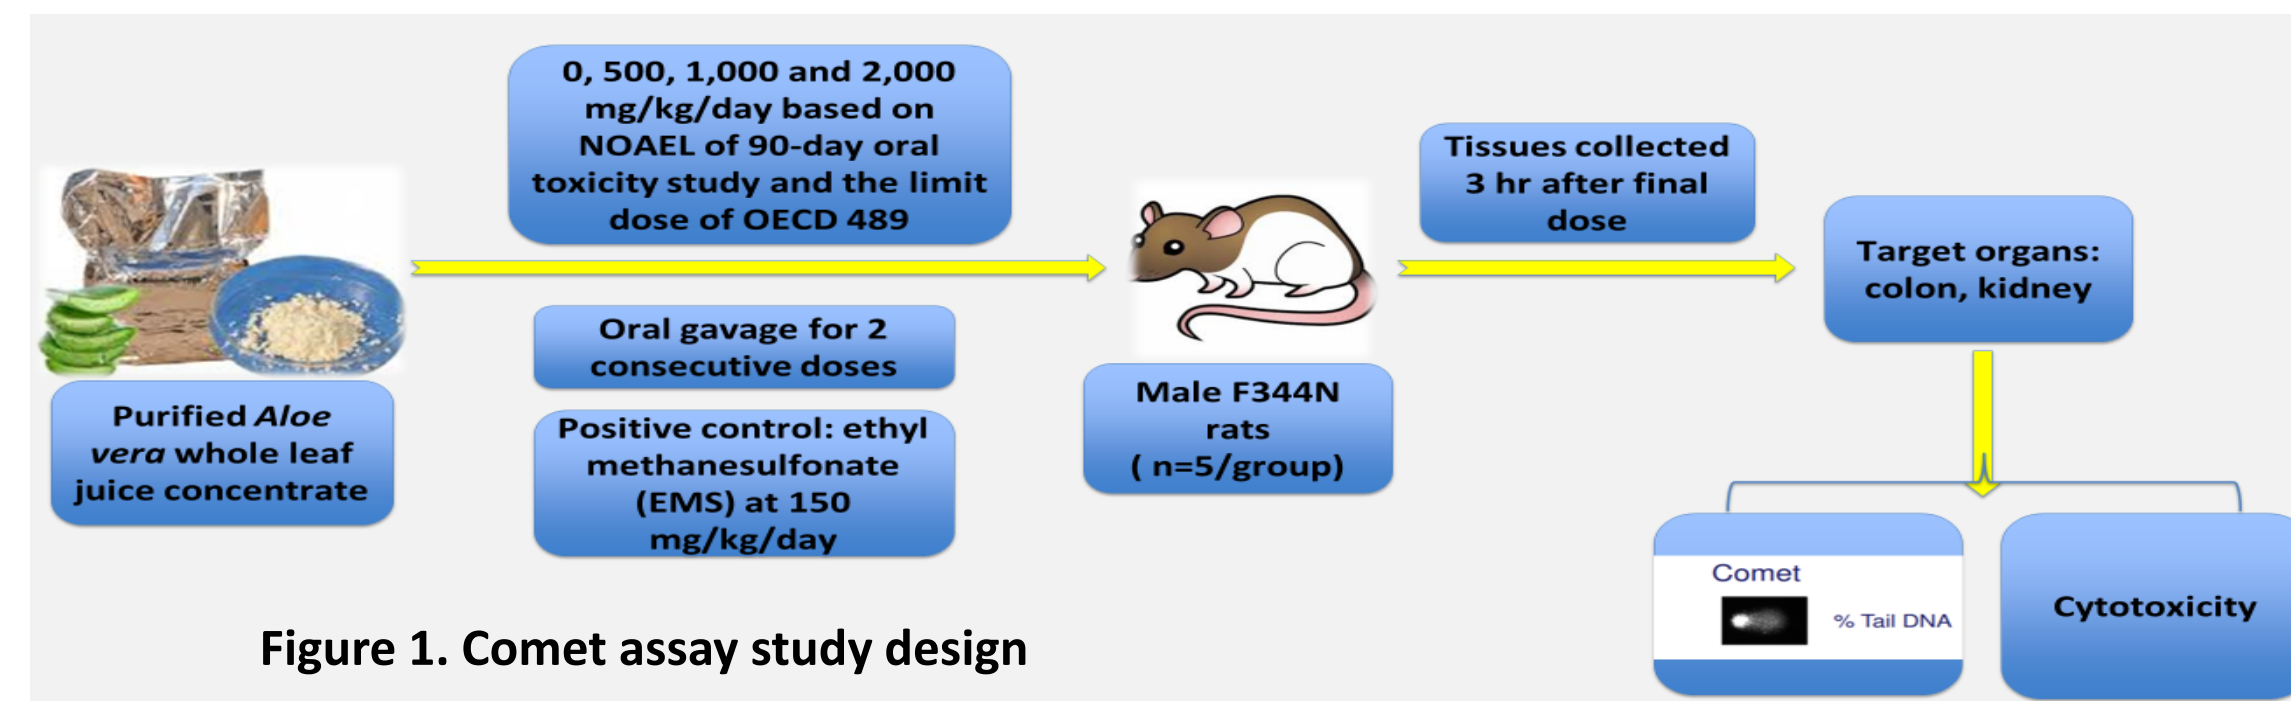 0, 500, 1,000 and 2,000
mg/kg/day based on
NOAEL of 90-day oral
toxicity study and the limit
dose of OECD 489
Oral gavage for 2
consecutive doses
Positive control: ethyl
methanesulfonate
(EMS) at 150
mg/kg/day
Purified Aloe
vera whole leaf
juice concentrate
Male F344N
rats
( n=5/group)
Tissues collected
3 hr after final
dose
Target organs:
colon, kidney
Comet
% Tail DNA
Cytotoxicity
Figure 1. Comet assay study design